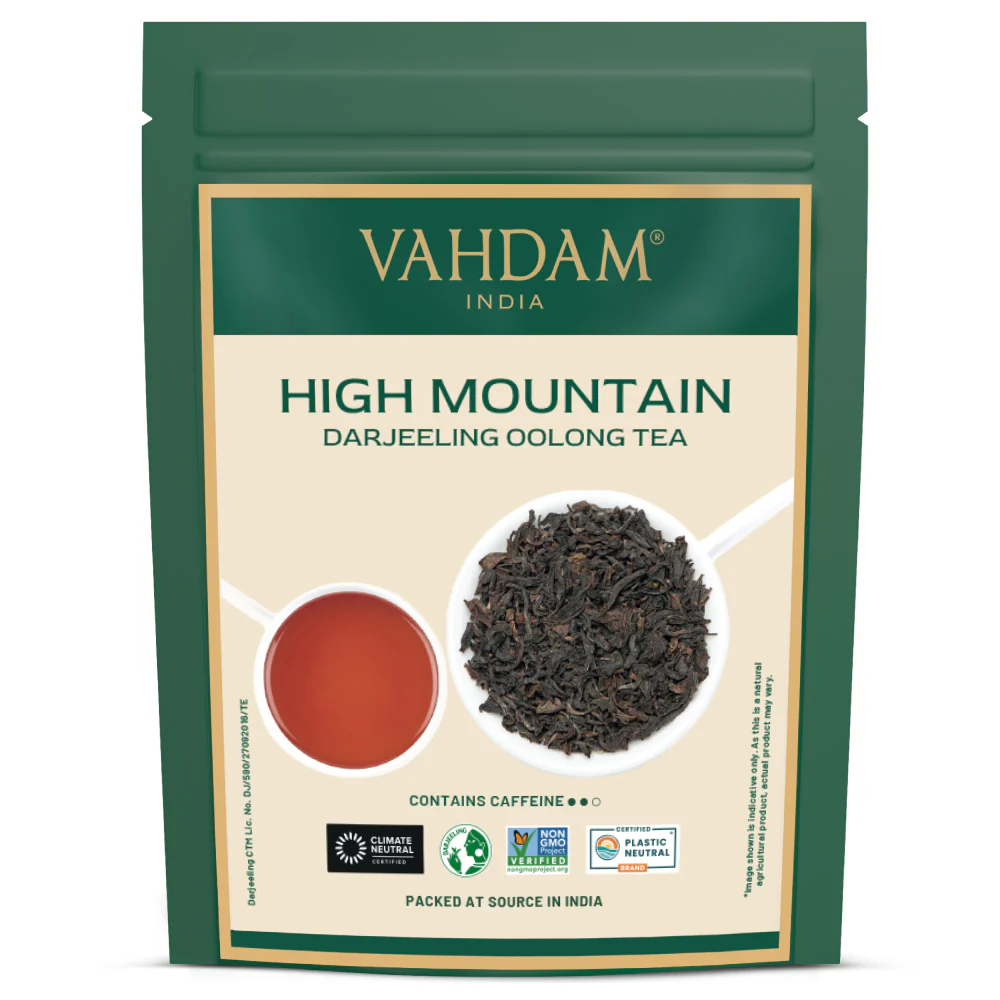 VAHDAM®
INDIA
HIGH MOUNTAIN
DARJEELING OOLONG TEA
Darjeeling CTM Lic. No. DJ/590/27092018/TE
*Image shown is indicative only. As this is a natural
agricultural product, actual product may vary.
CONTAINS CAFFEINE
CLIMATE
NEUTRAL
CERTIFIED
DARJEELING
NON
GMO
Project
VERIFIED
nongmoproject.org
CERTIFIED
PLASTIC
NEUTRAL
BRAND
PACKED AT SOURCE IN INDIA